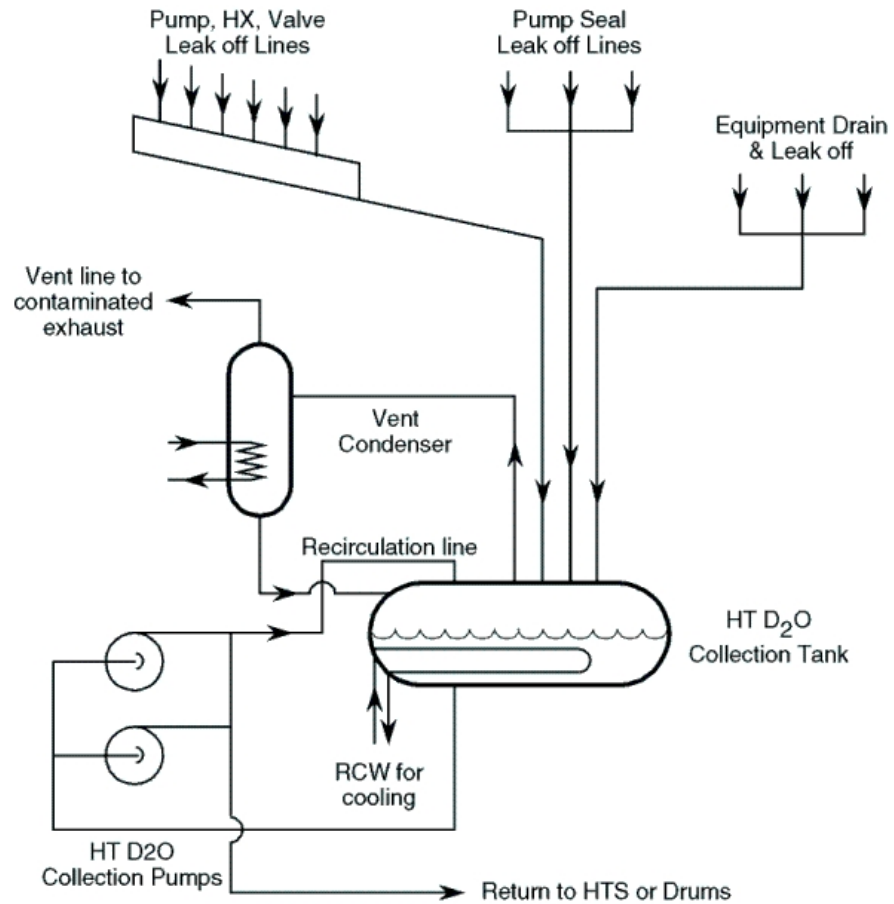 Pump, HX, Valve
Leak off Lines
Pump Seal
Leak off Lines
Equipment Drain
& Leak off
Vent line to
contaminated
exhaust
Vent
Condenser
Recirculation line
HT D2O
Collection Tank
RCW for
cooling
HT D2O
Collection Pumps
Return to HTS or Drums